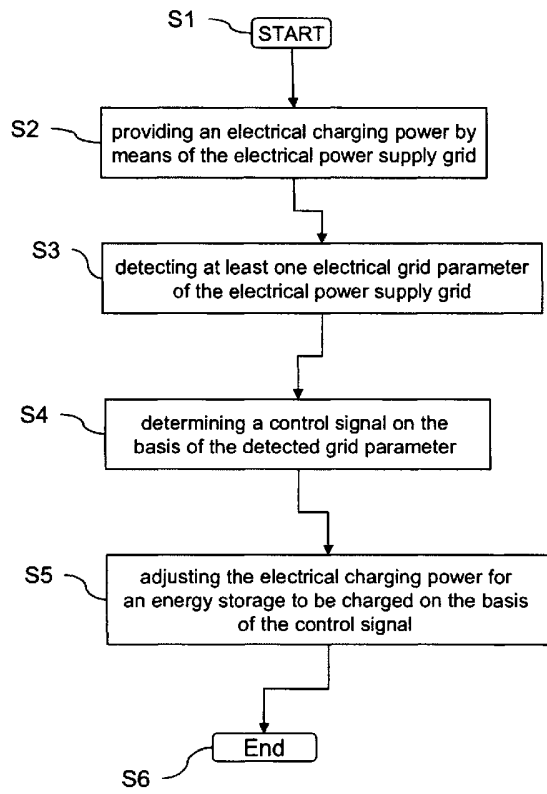 S1
START
S2
providing an electrical charging power by
means of the electrical power supply grid
S3
detecting at least one electrical grid parameter
of the electrical power supply grid
S4
determining a control signal on the
basis of the detected grid parameter
S5
adjusting the electrical charging power for
an energy storage to be charged on the basis
of the control signal
End
S6